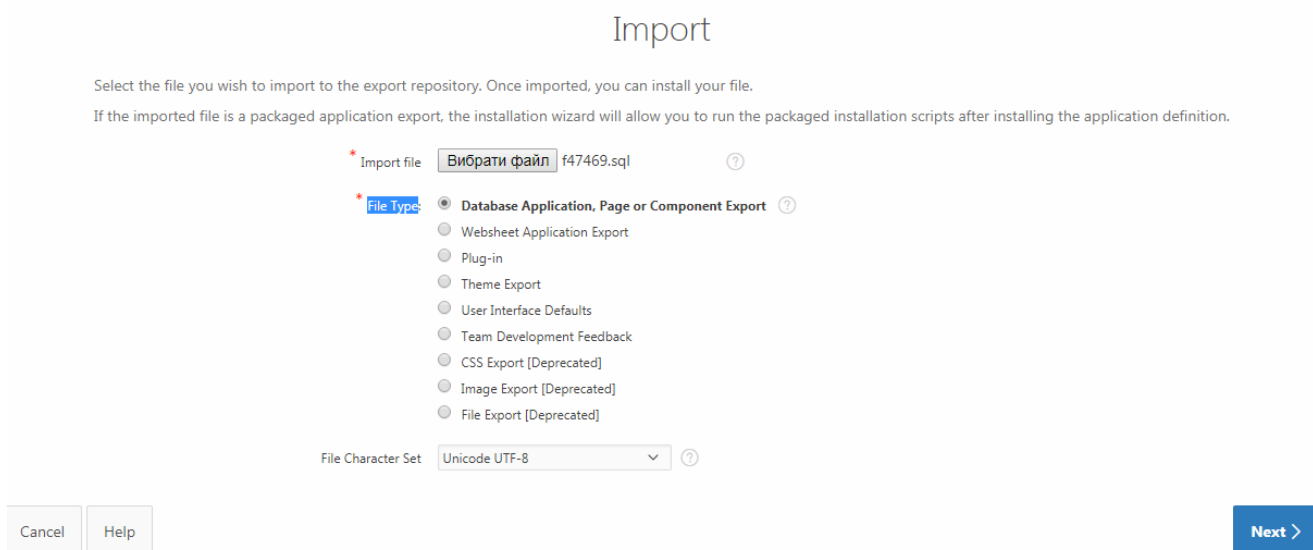 Import
Select the file you wish to import to the export repository. Once imported, you can install your file.
If the imported file is a packaged application export, the installation wizard will allow you to run the packaged installation scripts after installing the application definition.
* Import file Вибрати файл f47469.sql ?
* File Type: Database Application, Page or Component Export ?
Websheet Application Export
Plug-in
Theme Export
User Interface Defaults
Team Development Feedback
CSS Export [Deprecated]
Image Export [Deprecated]
File Export [Deprecated]
File Character Set Unicode UTF-8 ?
Cancel Help Next >